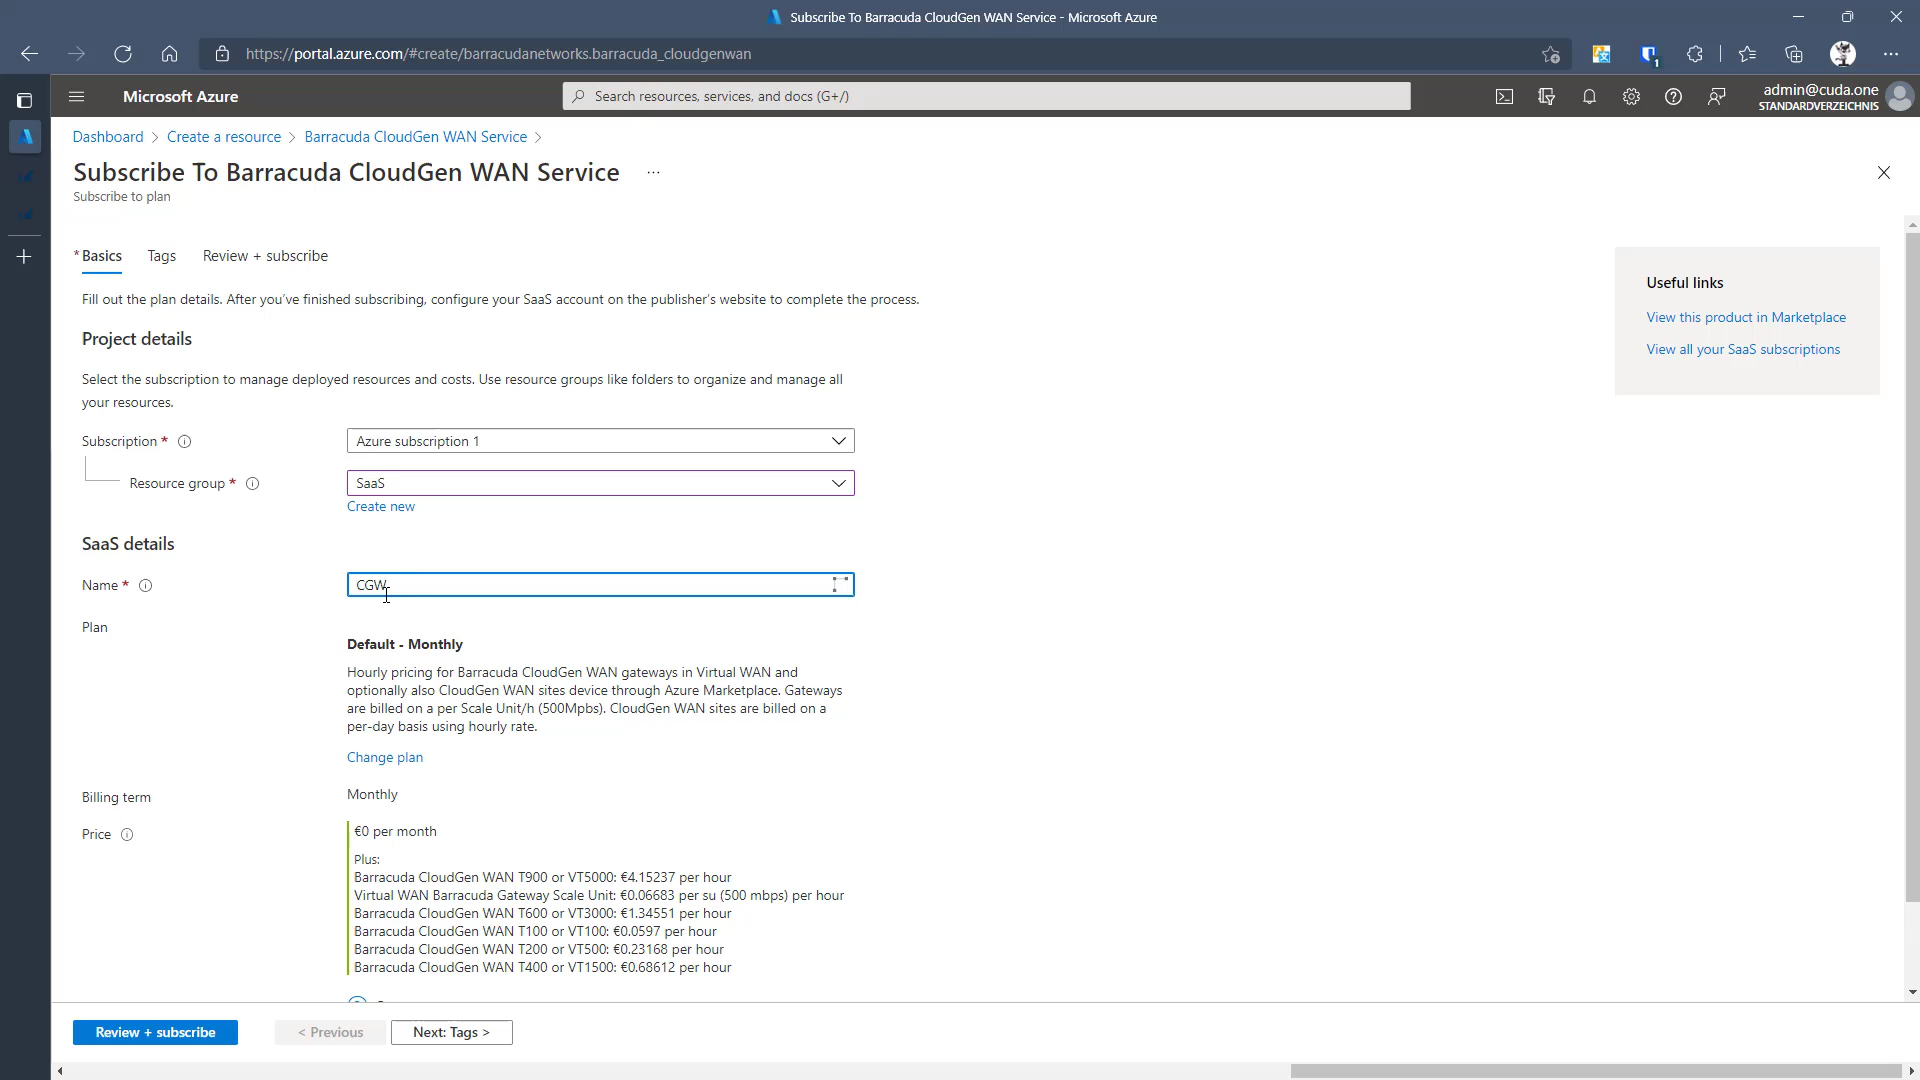 Subscribe To Barracuda CloudGen WAN Service - Microsoft Azure
https://portal.azure.com/#create/barracudanetworks.barracuda_cloudgenwan
1
Microsoft Azure
Search resources, services, and docs (G+/)
admin@cuda.one
STANDARDVERZEICHNIS
Dashboard > Create a resource > Barracuda CloudGen WAN Service >
Subscribe To Barracuda CloudGen WAN Service ...
Subscribe to plan
* Basics Tags Review + subscribe
Fill out the plan details. After you've finished subscribing, configure your SaaS account on the publisher's website to complete the process.
Useful links
View this product in Marketplace
View all your SaaS subscriptions
Project details
Select the subscription to manage deployed resources and costs. Use resource groups like folders to organize and manage all
your resources.
Subscription * Azure subscription 1
Resource group * SaaS
Create new
SaaS details
Name * CGW
Plan
Default - Monthly
Hourly pricing for Barracuda CloudGen WAN gateways in Virtual WAN and
optionally also CloudGen WAN sites device through Azure Marketplace. Gateways
are billed on a per Scale Unit/h (500Mpbs). CloudGen WAN sites are billed on a
per-day basis using hourly rate.
Change plan
Billing term Monthly
Price €0 per month
Plus:
Barracuda CloudGen WAN T900 or VT5000: €4.15237 per hour
Virtual WAN Barracuda Gateway Scale Unit: €0.06683 per su (500 mbps) per hour
Barracuda CloudGen WAN T600 or VT3000: €1.34551 per hour
Barracuda CloudGen WAN T100 or VT100: €0.0597 per hour
Barracuda CloudGen WAN T200 or VT500: €0.23168 per hour
Barracuda CloudGen WAN T400 or VT1500: €0.68612 per hour
Review + subscribe < Previous Next: Tags >